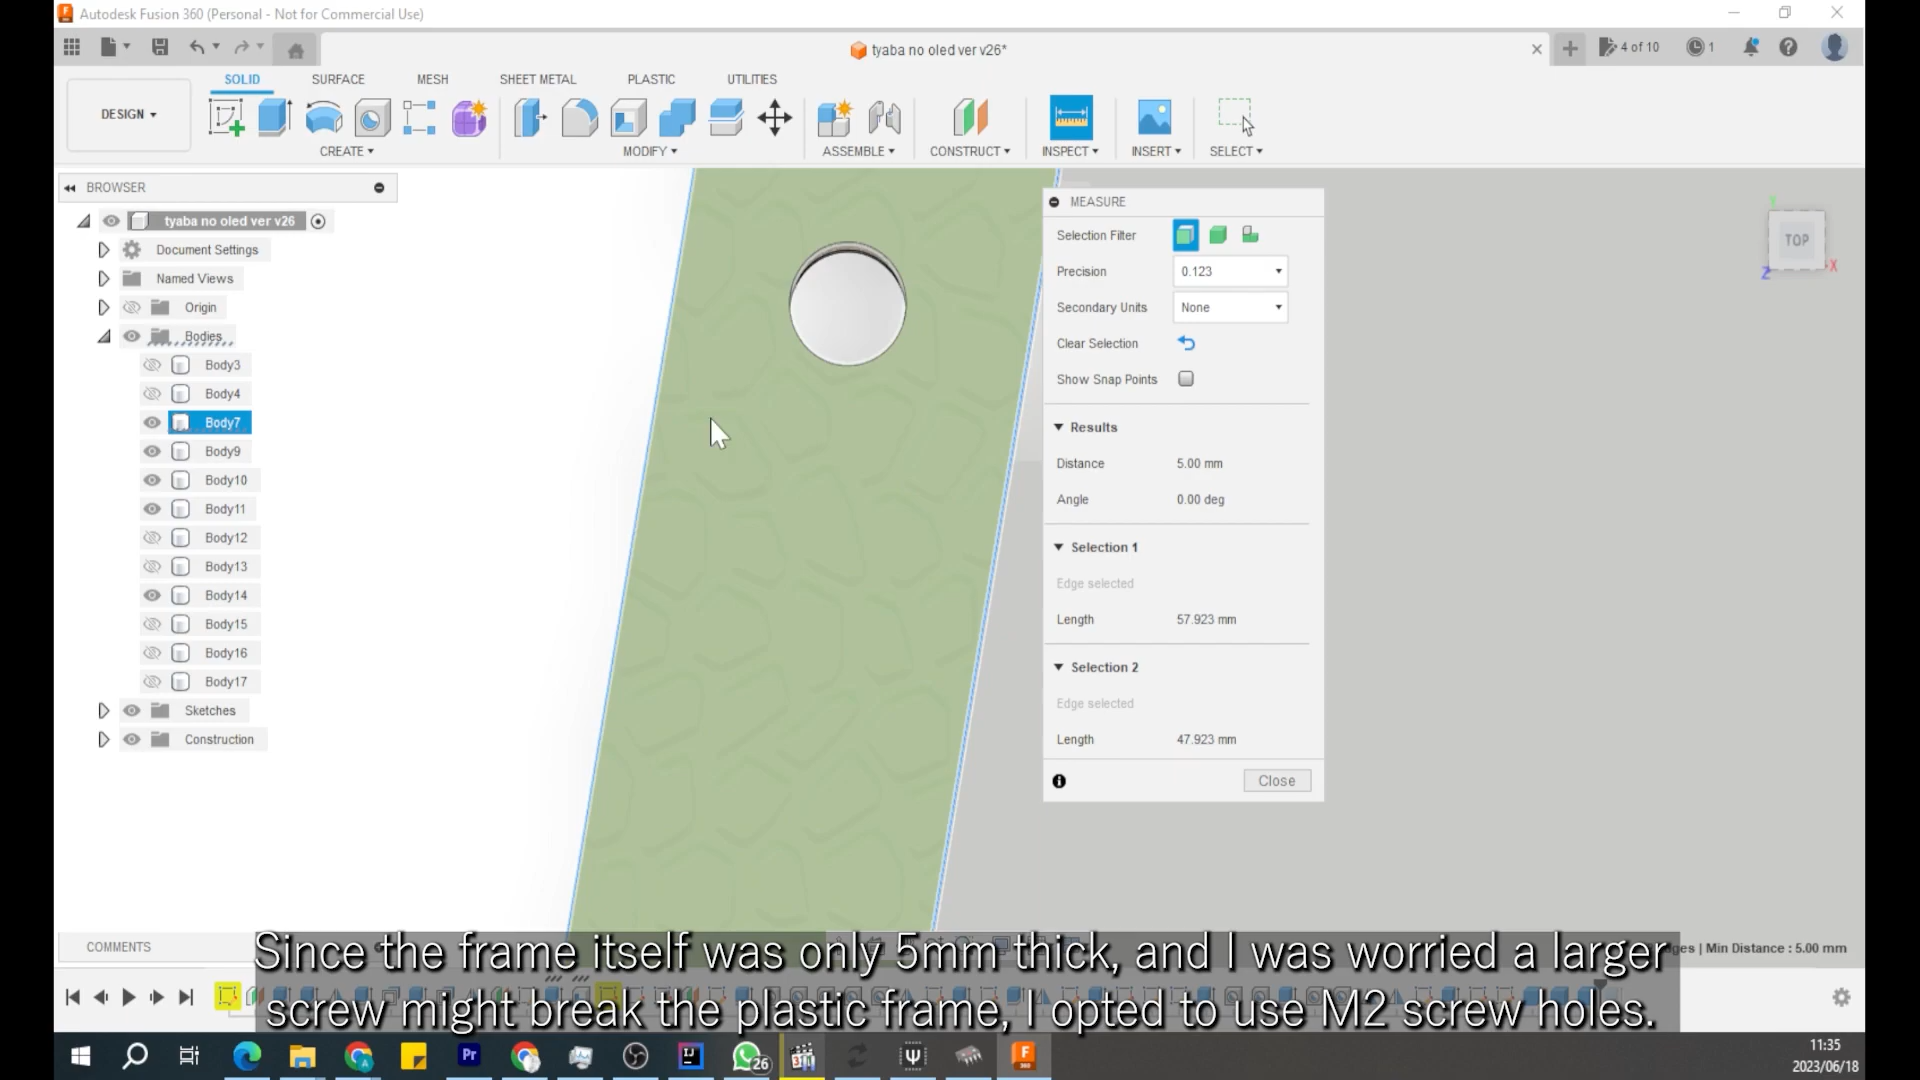 Autodesk Fusion 360 (Personal - Not for Commercial Use)
tyaba no oled ver v26*
4 of 10
1
DESIGN
SOLID
SURFACE
MESH
SHEET METAL
PLASTIC
UTILITIES
CREATE
MODIFY
ASSEMBLE
CONSTRUCT
INSPECT
INSERT
SELECT
BROWSER
tyaba no oled ver v26
Document Settings
Named Views
Origin
Bodies
Body3
Body4
Body7
Body9
Body10
Body11
Body12
Body13
Body14
Body15
Body16
Body17
Sketches
Construction
MEASURE
Selection Filter
Precision 0.123
Secondary Units None
Clear Selection
Show Snap Points
Results
Distance 5.00 mm
Angle 0.00 deg
Selection 1
Edge selected
Length 57.923 mm
Selection 2
Edge selected
Length 47.923 mm
Close
TOP
X
Z
COMMENTS
| Min Distance : 5.00 mm
Since the frame itself was only 5mm thick, and I was worried a larger
screw might break the plastic frame, I opted to use M2 screw holes.
Pr
IJ
26
F
360
11:35
2023/06/18